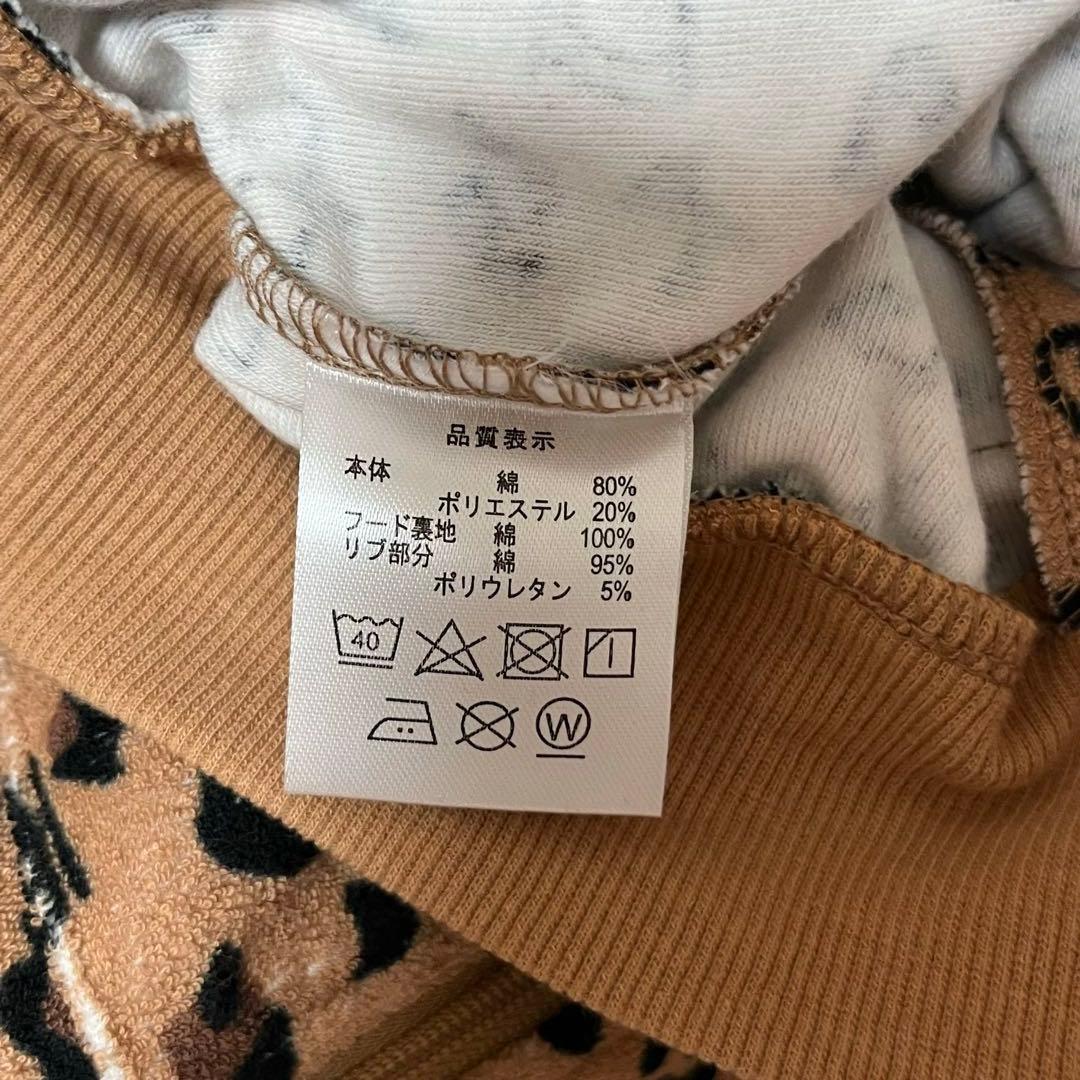 品質表示
本体 綿 80%
ポリエステル 20%
フード裏地 綿 100%
リブ部分 綿 95%
ポリウレタン 5%
40
W